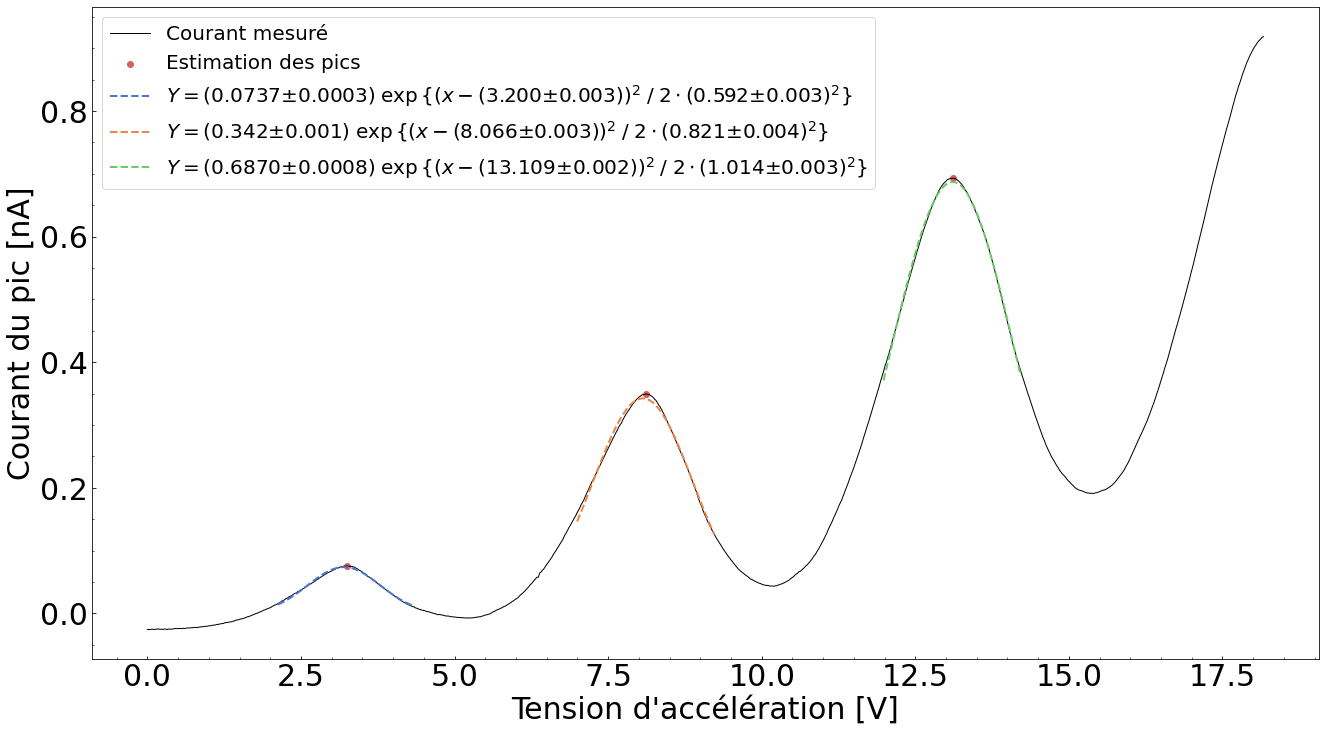 Courant mesuré
Estimation des pics
Y = (0.0737±0.0003) exp {(x − (3.200±0.003))² / 2 · (0.592±0.003)²}
Y = (0.342±0.001) exp {(x − (8.066±0.003))² / 2 · (0.821±0.004)²}
Y = (0.6870±0.0008) exp {(x − (13.109±0.002))² / 2 · (1.014±0.003)²}
Courant du pic [nA]
0.8
0.6
0.4
0.2
0.0
0.0 2.5 5.0 7.5 10.0 12.5 15.0 17.5
Tension d'accélération [V]